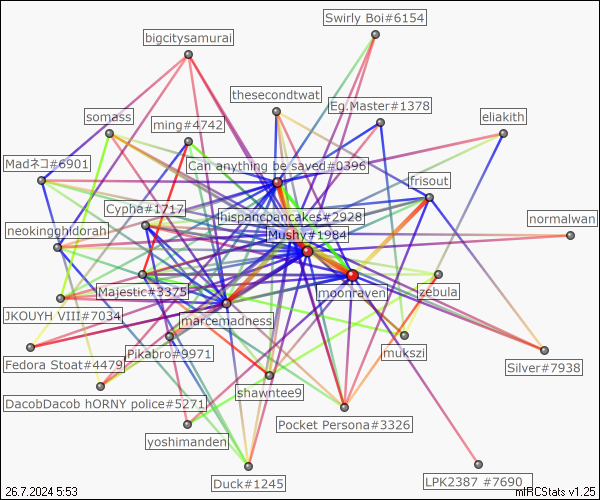 Swirly Boi#6154
bigcitysamurai
thesecondtwat
Eg.Master#1378
somass
ming#4742
eliakith
Madネコ#6901
Can anything be saved#0396
frisout
Cypha#1717
hispancpancakes#2928
normalwan
neokingghidorah
Mushy#1984
Majestic#3375
moonraven
zebula
JKOUYH VIII#7034
marcemadness
Pikabro#9971
mukszi
Fedora Stoat#4479
Silver#7938
shawntee9
DacobDacob hORNY police#5271
Pocket Persona#3326
yoshimanden
Duck#1245
LPK2387 #7690
26.7.2024 5:53
mIRCStats v1.25